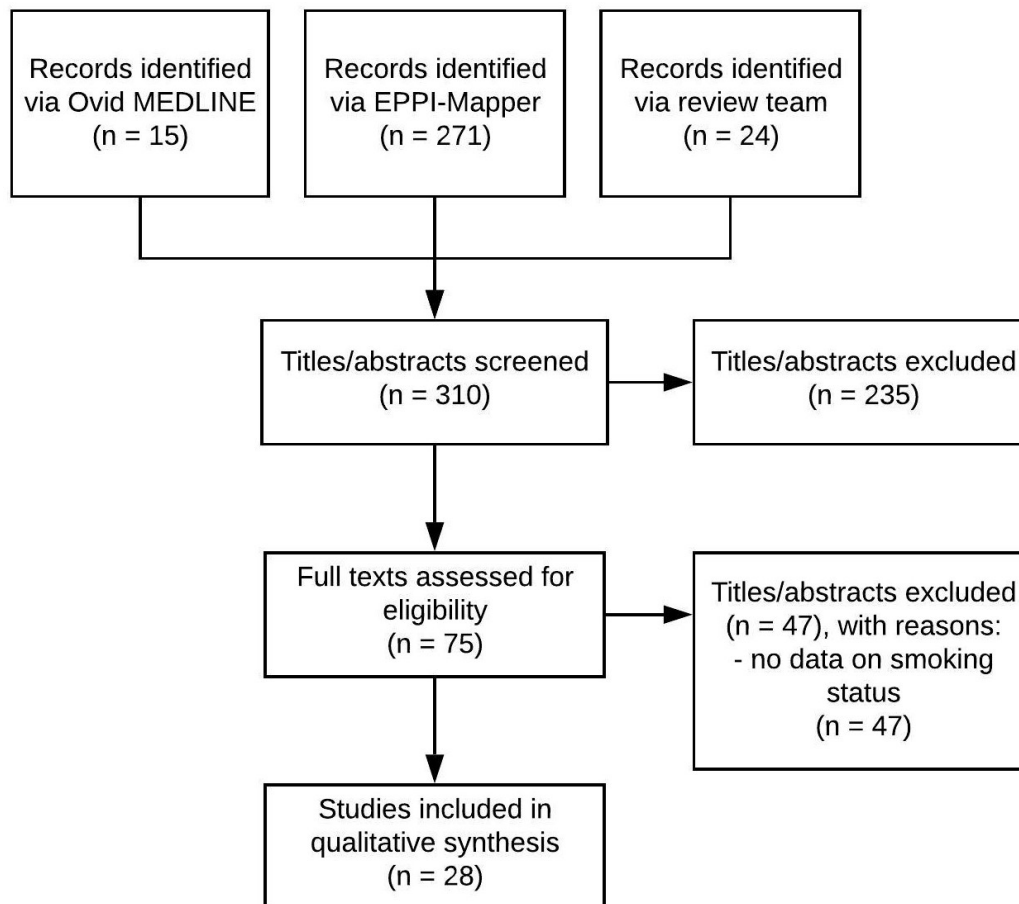 Records identified
via Ovid MEDLINE
(n = 15)
Records identified
via EPPI-Mapper
(n = 271)
Records identified
via review team
(n = 24)
Titles/abstracts screened
(n = 310)
Titles/abstracts excluded
(n = 235)
Full texts assessed for
eligibility
(n = 75)
Titles/abstracts excluded
(n = 47), with reasons:
- no data on smoking
status
(n = 47)
Studies included in
qualitative synthesis
(n = 28)